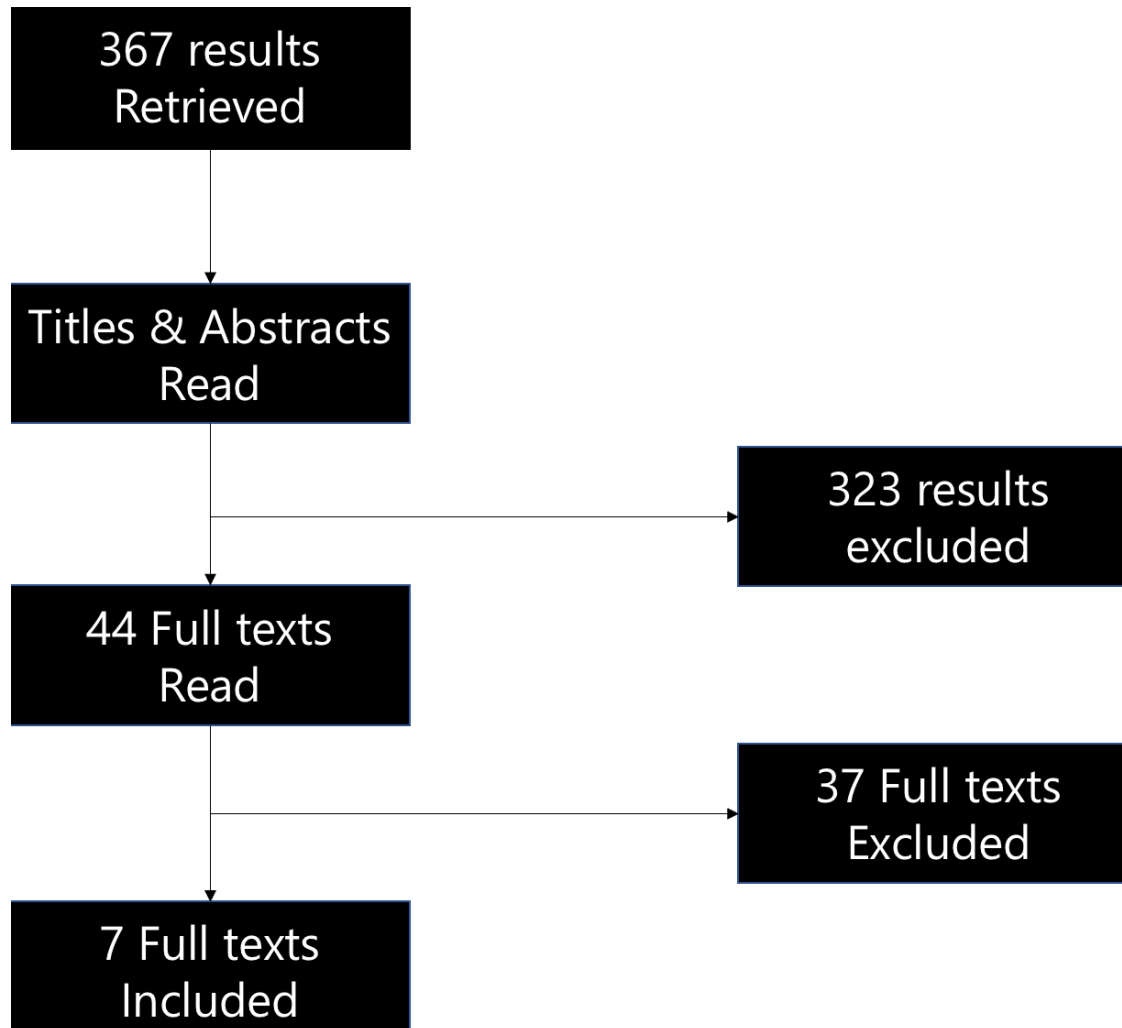 367 results
Retrieved
Titles & Abstracts
Read
323 results
excluded
44 Full texts
Read
37 Full texts
Excluded
7 Full texts
Included